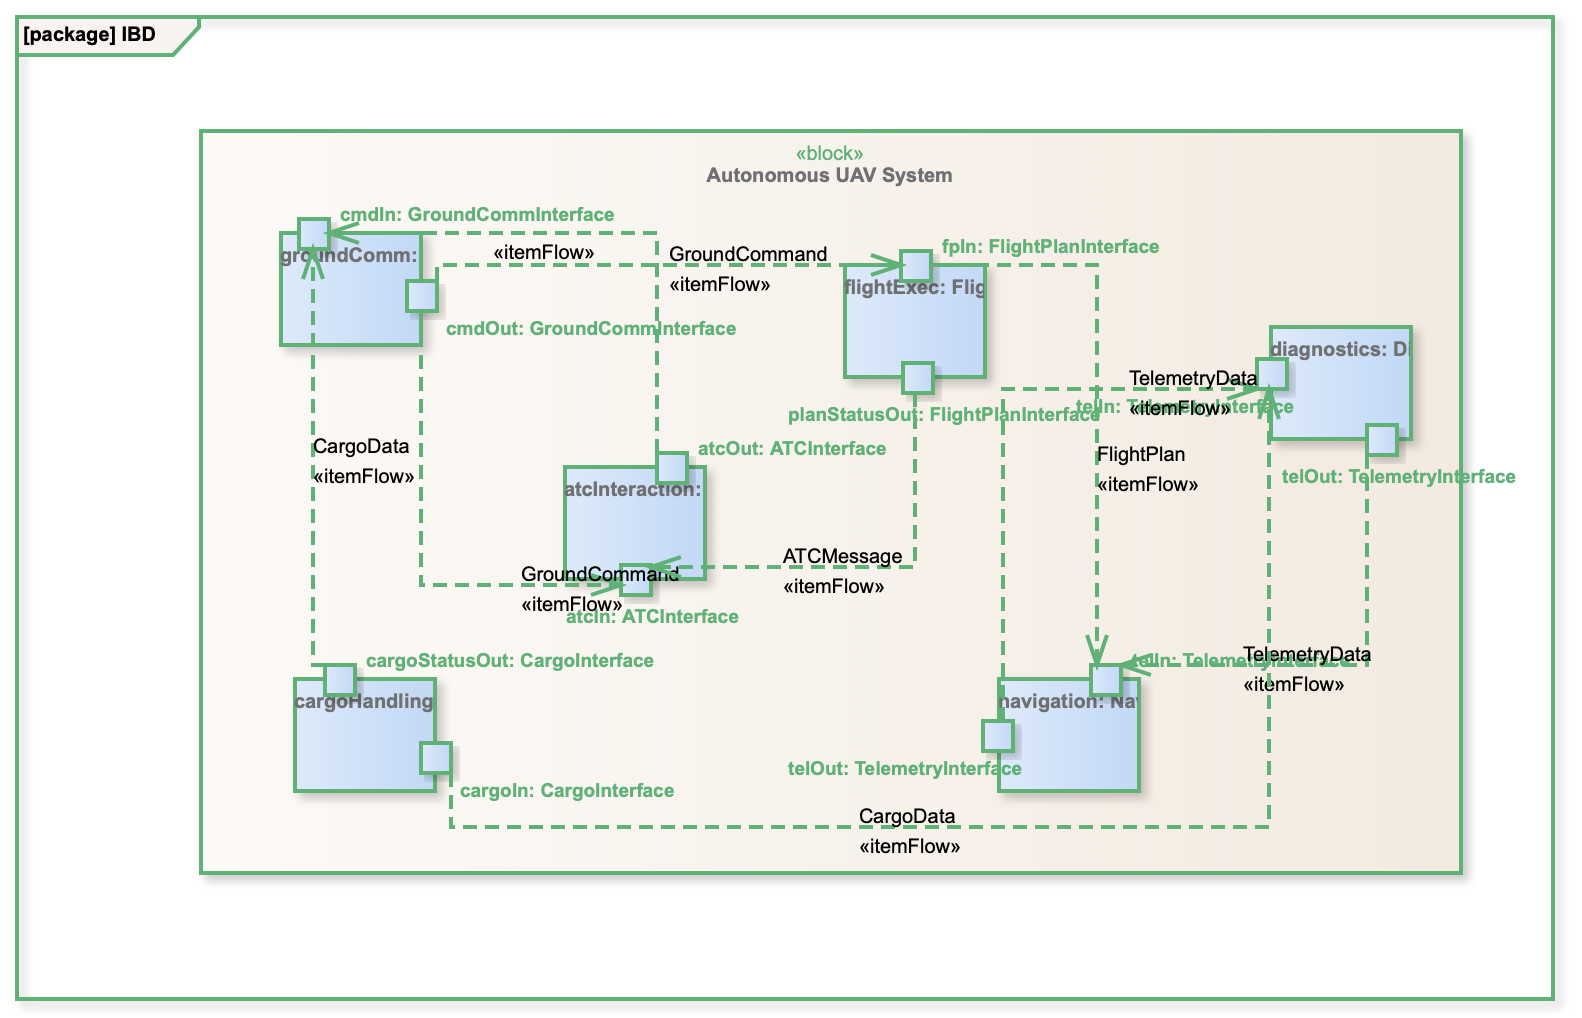 [package] IBD
«block»
Autonomous UAV System
cmdIn: GroundCommInterface
groundComm:
«itemFlow»
GroundCommand
«itemFlow»
fpIn: FlightPlanInterface
flightExec: Flig
cmdOut: GroundCommInterface
diagnostics: Di
TelemetryData
«itemFlow»
telIn: TelemetryInterface
planStatusOut: FlightPlanInterface
CargoData
«itemFlow»
atcOut: ATCInterface
atcInteraction:
FlightPlan
«itemFlow»
telOut: TelemetryInterface
ATCMessage
«itemFlow»
GroundCommand
«itemFlow»
atcIn: ATCInterface
cargoStatusOut: CargoInterface
cargoHandling
telIn: TelemetryInterface
TelemetryData
«itemFlow»
navigation: Nav
telOut: TelemetryInterface
cargoIn: CargoInterface
CargoData
«itemFlow»